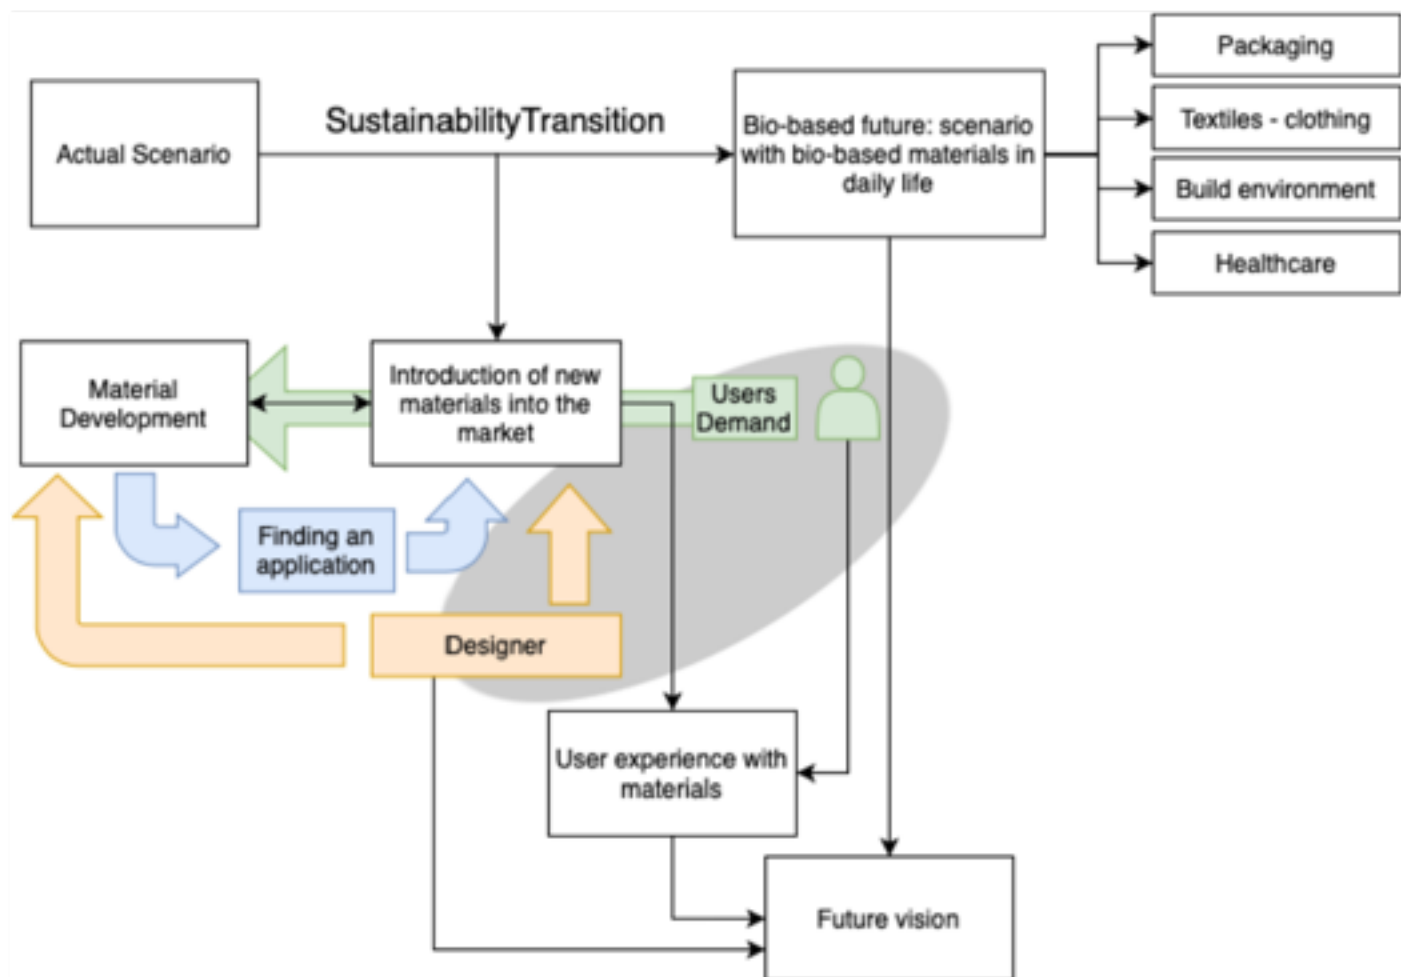 Packaging
SustainabilityTransition
Actual Scenario
Bio-based future: scenario
with bio-based materials in
daily life
Textiles - clothing
Build environment
Healthcare
Material
Development
Introduction of new
materials into the
market
Users
Demand
Finding an
application
Designer
User experience with
materials
Future vision